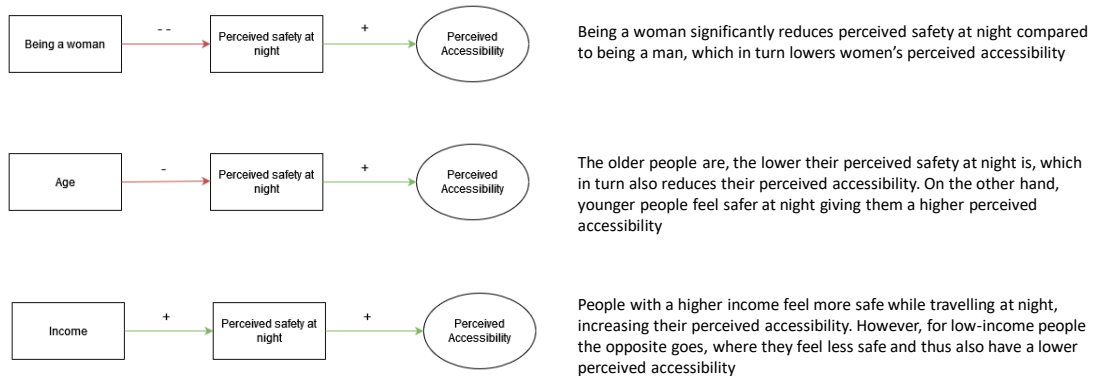 Being a woman
- -
Perceived safety at
night
+
Perceived
Accessibility
Being a woman significantly reduces perceived safety at night compared
to being a man, which in turn lowers women’s perceived accessibility
Age
-
Perceived safety at
night
+
Perceived
Accessibility
The older people are, the lower their perceived safety at night is, which
in turn also reduces their perceived accessibility. On the other hand,
younger people feel safer at night giving them a higher perceived
accessibility
Income
+
Perceived safety at
night
+
Perceived
Accessibility
People with a higher income feel more safe while travelling at night,
increasing their perceived accessibility. However, for low-income people
the opposite goes, where they feel less safe and thus also have a lower
perceived accessibility